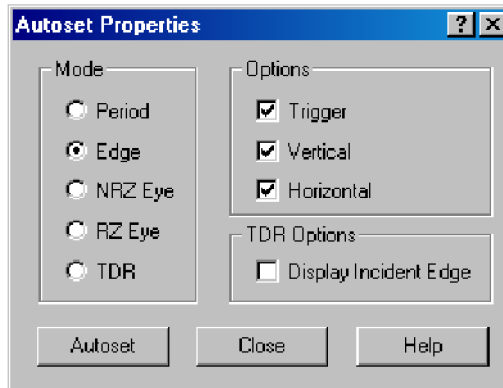 Autoset Properties
Mode
Period
Edge
NRZ Eye
RZ Eye
TDR
Options
Trigger
Vertical
Horizontal
TDR Options
Display Incident Edge
Autoset
Close
Help